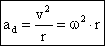 a_d = v²/r = ω² · r